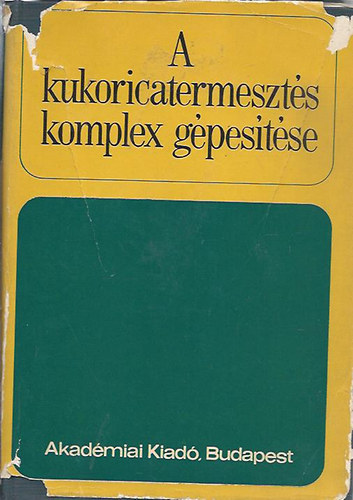 A
kukoricatermesztés
komplex gépesítése
Akadémiai Kiadó, Budapest